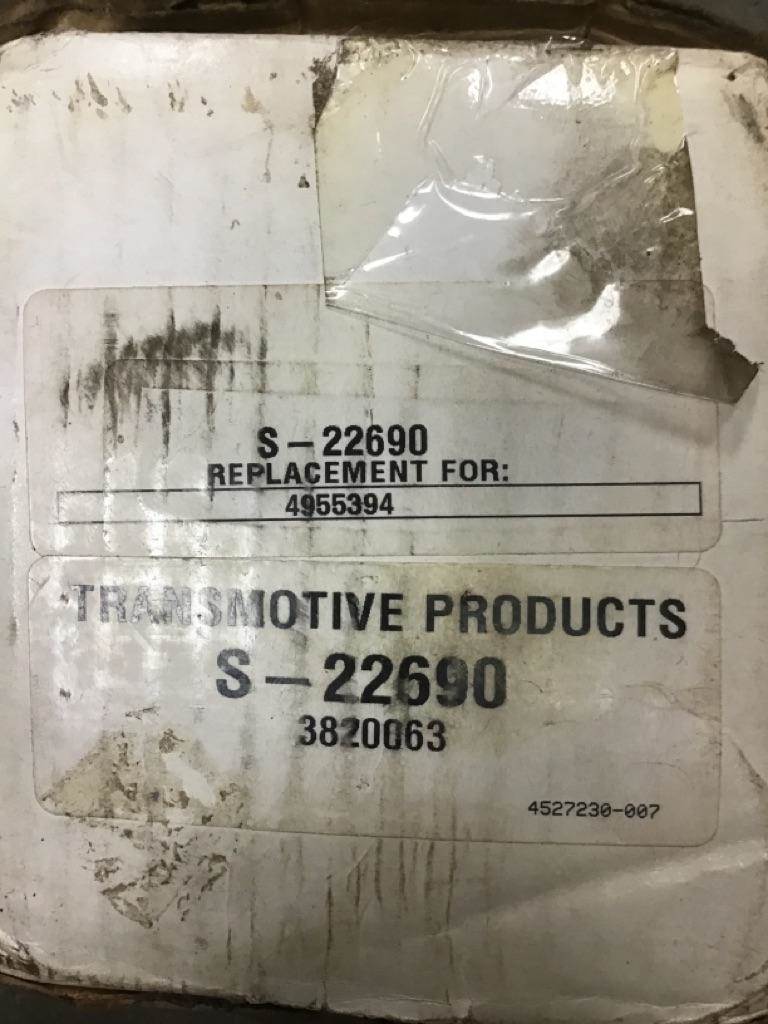 S-22690
REPLACEMENT FOR:
4955394
TRANSMOTIVE PRODUCTS
S-22690
3820063
4527230-007